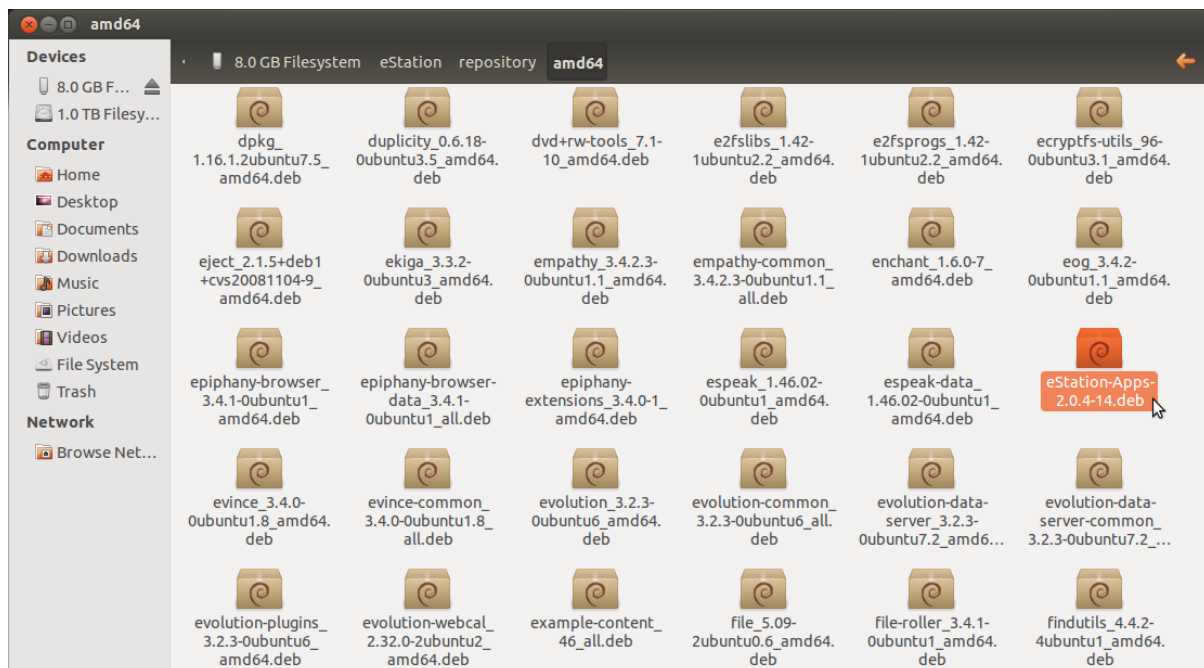 amd64
Devices
8.0 GB F...
1.0 TB Filesy...
Computer
Home
Desktop
Documents
Downloads
Music
Pictures
Videos
File System
Trash
Network
Browse Net...
8.0 GB Filesystem eStation repository amd64
dpkg_
1.16.1.2ubuntu7.5_
amd64.deb
duplicity_0.6.18-
0ubuntu3.5_amd64.
deb
dvd+rw-tools_7.1-
10_amd64.deb
e2fslibs_1.42-
1ubuntu2.2_amd64.
deb
e2fsprogs_1.42-
1ubuntu2.2_amd64.
deb
ecryptfs-utils_96-
0ubuntu3.1_amd64.
deb
eject_2.1.5+deb1
+cvs20081104-9_
amd64.deb
ekiga_3.3.2-
0ubuntu3_amd64.
deb
empathy_3.4.2.3-
0ubuntu1.1_amd64.
deb
empathy-common_
3.4.2.3-0ubuntu1.1_
all.deb
enchant_1.6.0-7_
amd64.deb
eog_3.4.2-
0ubuntu1.1_amd64.
deb
epiphany-browser_
3.4.1-0ubuntu1_
amd64.deb
epiphany-browser-
data_3.4.1-
0ubuntu1_all.deb
epiphany-
extensions_3.4.0-1_
amd64.deb
espeak_1.46.02-
0ubuntu1_amd64.
deb
espeak-data_
1.46.02-0ubuntu1_
amd64.deb
eStation-Apps-
2.0.4-14.deb
evince_3.4.0-
0ubuntu1.8_amd64.
deb
evince-common_
3.4.0-0ubuntu1.8_
all.deb
evolution_3.2.3-
0ubuntu6_amd64.
deb
evolution-common_
3.2.3-0ubuntu6_all.
deb
evolution-data-
server_3.2.3-
0ubuntu7.2_amd6...
evolution-data-
server-common_
3.2.3-0ubuntu7.2_...
evolution-plugins_
3.2.3-0ubuntu6_
amd64.deb
evolution-webcal_
2.32.0-2ubuntu2_
amd64.deb
example-content_
46_all.deb
file_5.09-
2ubuntu0.6_amd64.
deb
file-roller_3.4.1-
0ubuntu1_amd64.
deb
findutils_4.4.2-
4ubuntu1_amd64.
deb